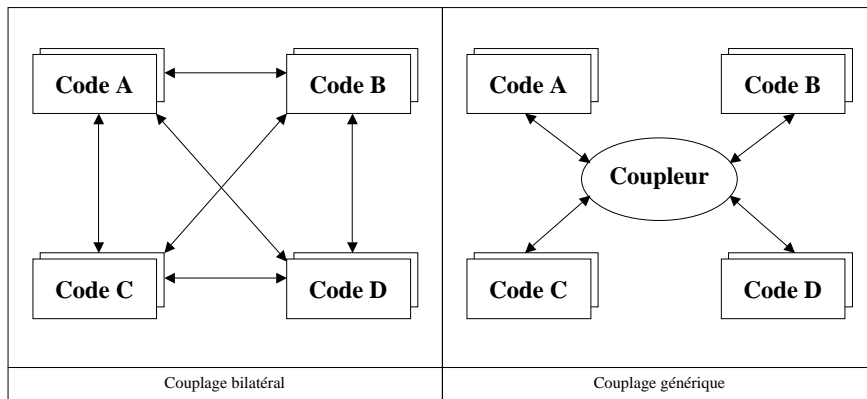 Code A
Code B
Code C
Code D
Couplage bilatéral
Code A
Code B
Coupleur
Code C
Code D
Couplage générique